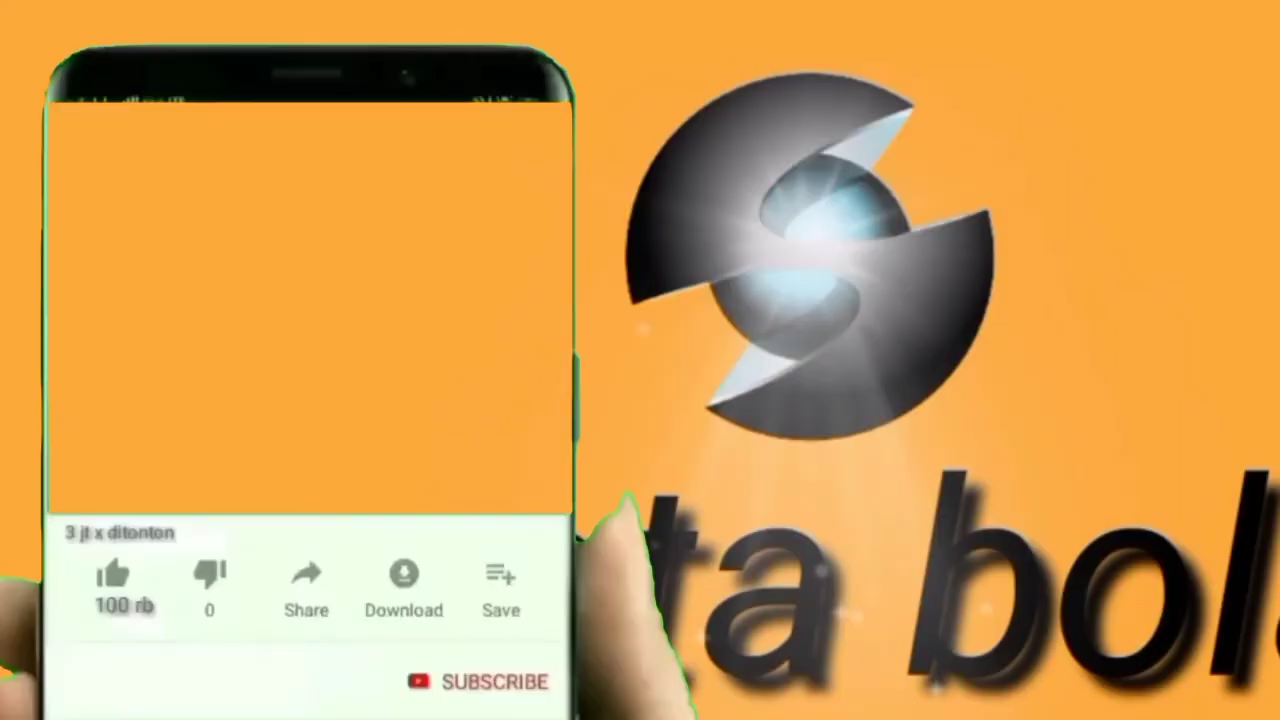 3 jt x ditonton
100 rb
0
Share
Download
Save
SUBSCRIBE
ta bol